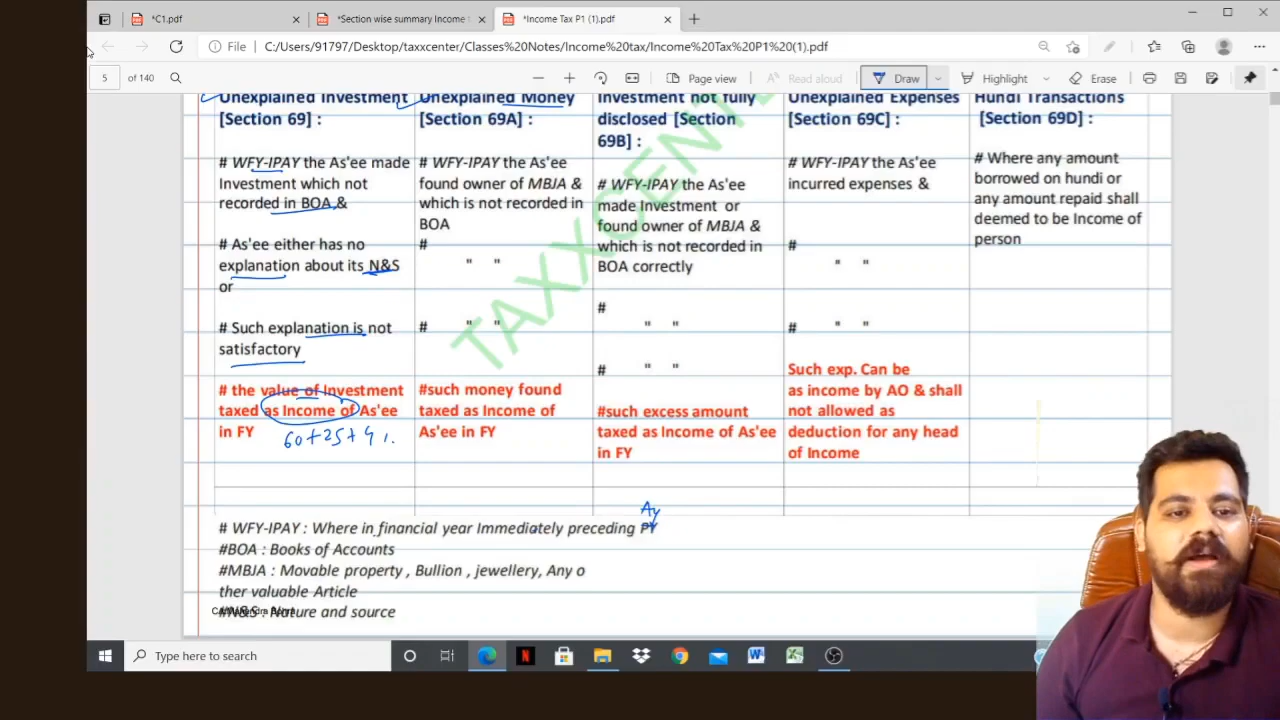 *C1.pdf
*Section wise summary Income
*Income Tax P1 (1).pdf
File
C:/Users/91797/Desktop/taxxcenter/Classes%20Notes/Income%20tax/Income%20Tax%20P1%20(1).pdf
5 of 140
Page view
Read aloud
Draw
Highlight
Erase
Unexplained Investment
[Section 69] :
# WFY-IPAY the As'ee made
Investment which not
recorded in BOA,&
# As'ee either has no
explanation about its N&S
or
# Such explanation is not
satisfactory
# the value of Investment
taxed as Income of As'ee
in FY
60+25+4
Unexplained Money
[Section 69A] :
# WFY-IPAY the As'ee
found owner of MBJA &
which is not recorded in
BOA
#
" "
# " "
#such money found
taxed as Income of
As'ee in FY
Investment not fully
disclosed [Section
69B] :
# WFY-IPAY the As'ee
made Investment or
found owner of MBJA &
which is not recorded in
BOA correctly
#
" "
# " "
#such excess amount
taxed as Income of As'ee
in FY
Unexplained Expenses
[Section 69C] :
# WFY-IPAY the As'ee
incurred expenses &
#
" "
# " "
Such exp. Can be
as income by AO & shall
not allowed as
deduction for any head
of Income
Hundi Transactions
[Section 69D] :
# Where any amount
borrowed on hundi or
any amount repaid shall
deemed to be Income of
person
TAXXCENTE
Ay
# WFY-IPAY : Where in financial year Immediately preceding PY
#BOA : Books of Accounts
#MBJA : Movable property , Bullion , jewellery, Any o
ther valuable Article
#N&S : Nature and source
Type here to search